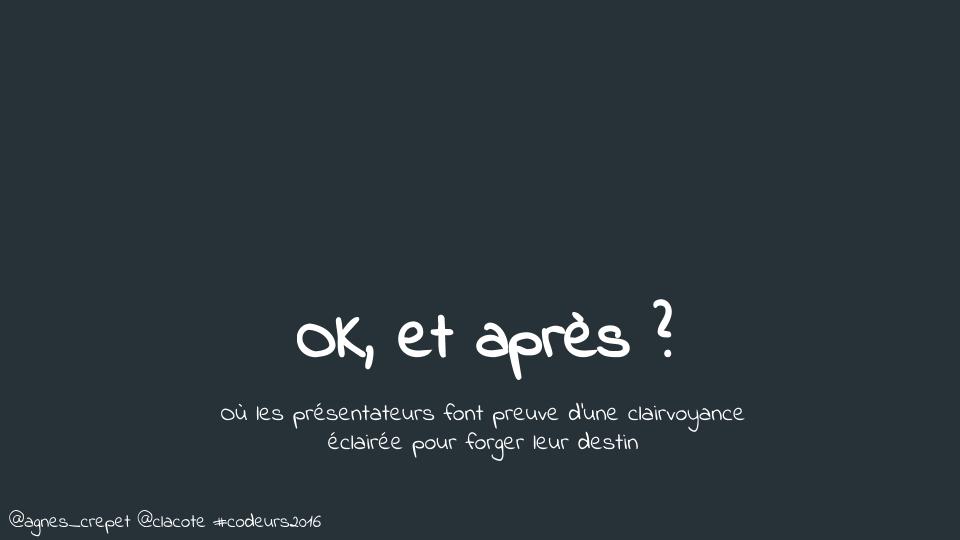 OK, et après ?
Où les présentateurs font preuve d'une clairvoyance
éclairée pour forger leur destin
@agnes_crepet @clacote #codeurs2016